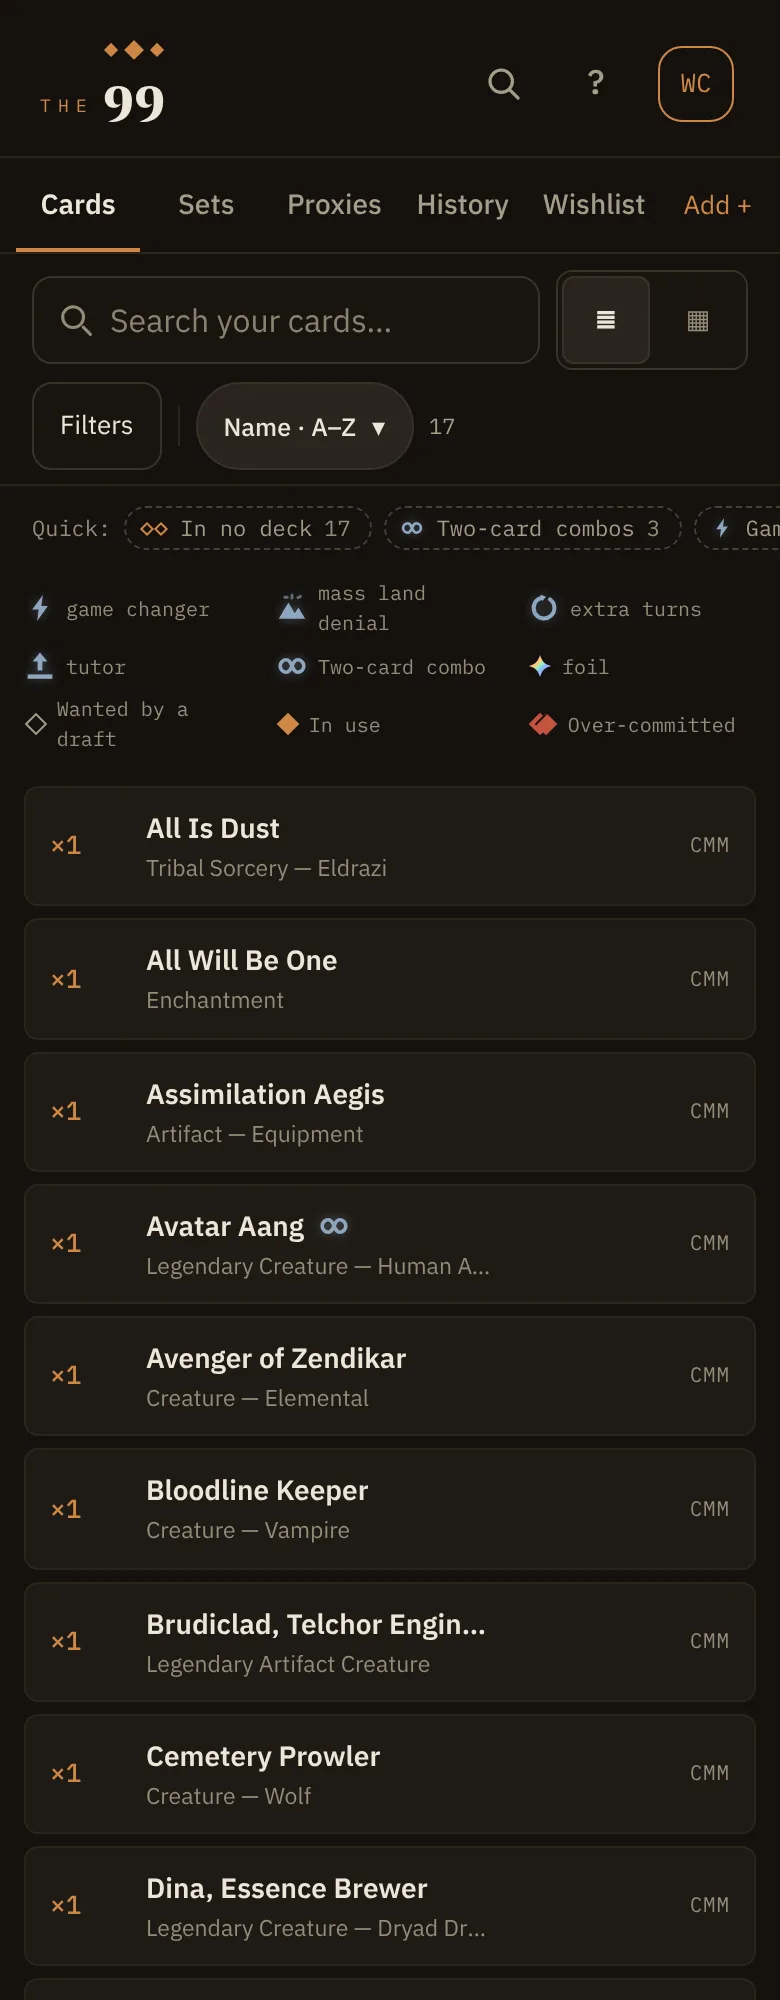 THE 99
?
WC
Cards Sets Proxies History Wishlist Add +
Search your cards...
Filters Name · A–Z ▼ 17
Quick: In no deck 17 Two-card combos 3 Gam
game changer mass land denial extra turns
tutor Two-card combo foil
Wanted by a draft In use Over-committed
×1 All Is Dust CMM
Tribal Sorcery — Eldrazi
×1 All Will Be One CMM
Enchantment
×1 Assimilation Aegis CMM
Artifact — Equipment
×1 Avatar Aang CMM
Legendary Creature — Human A...
×1 Avenger of Zendikar CMM
Creature — Elemental
×1 Bloodline Keeper CMM
Creature — Vampire
×1 Brudiclad, Telchor Engin... CMM
Legendary Artifact Creature
×1 Cemetery Prowler CMM
Creature — Wolf
×1 Dina, Essence Brewer CMM
Legendary Creature — Dryad Dr...